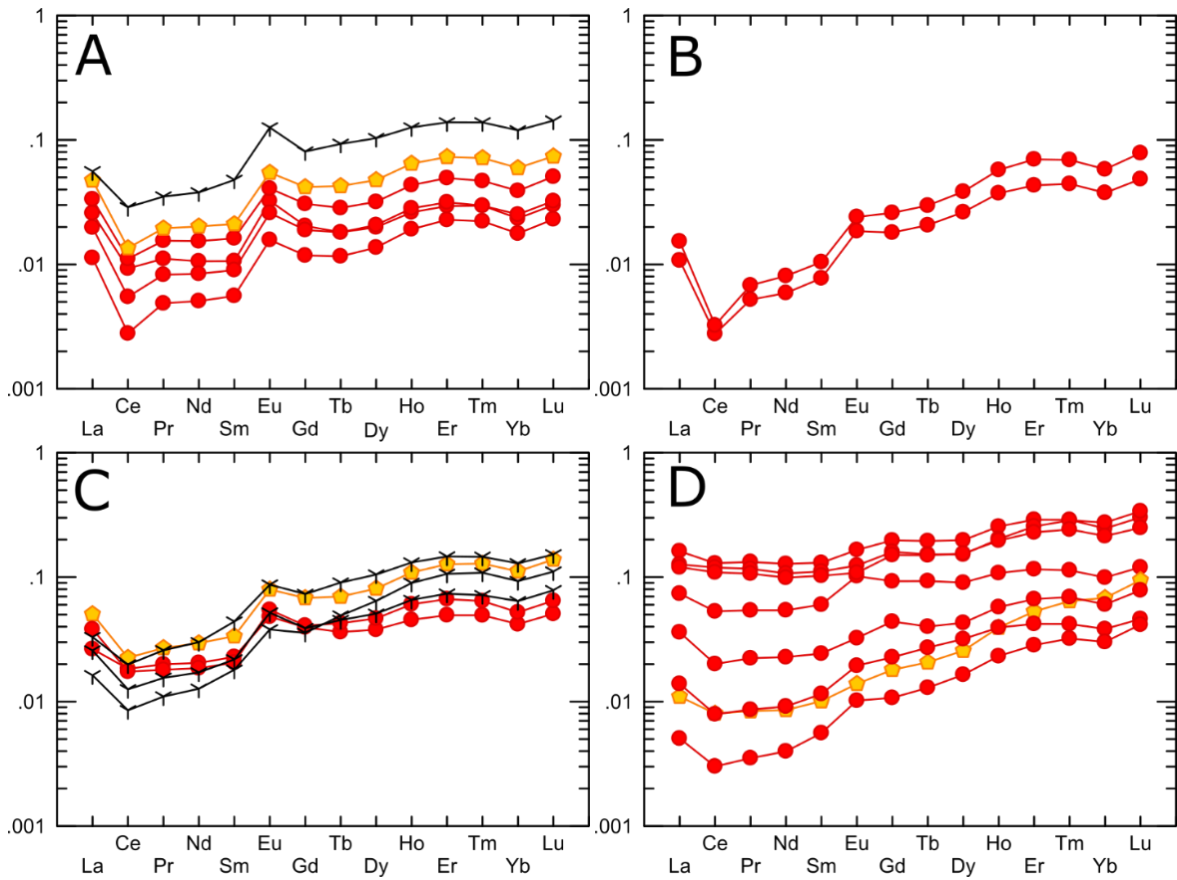 A
B
1
.1
.01
.001
1
.1
.01
.001
Ce Nd Eu Tb Ho Tm Lu
La Pr Sm Gd Dy Er Yb
Ce Nd Eu Tb Ho Tm Lu
La Pr Sm Gd Dy Er Yb
C
D
1
.1
.01
.001
1
.1
.01
.001
Ce Nd Eu Tb Ho Tm Lu
La Pr Sm Gd Dy Er Yb
Ce Nd Eu Tb Ho Tm Lu
La Pr Sm Gd Dy Er Yb